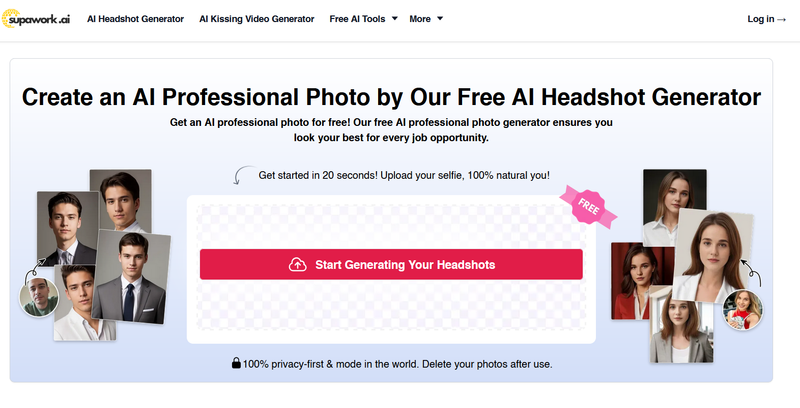 supawork.ai
AI Headshot Generator
AI Kissing Video Generator
Free AI Tools
More
Log in →
Create an AI Professional Photo by Our Free AI Headshot Generator
Get an AI professional photo for free! Our free AI professional photo generator ensures you
look your best for every job opportunity.
Get started in 20 seconds! Upload your selfie, 100% natural you!
FREE
Start Generating Your Headshots
100% privacy-first & mode in the world. Delete your photos after use.